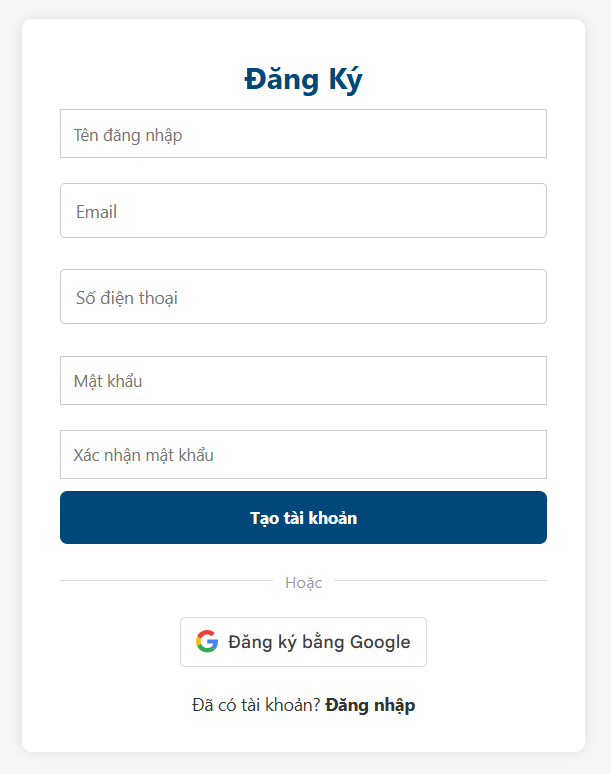 Đăng Ký
Tên đăng nhập
Email
Số điện thoại
Mật khẩu
Xác nhận mật khẩu
Tạo tài khoản
Hoặc
Đăng ký bằng Google
Đã có tài khoản? Đăng nhập